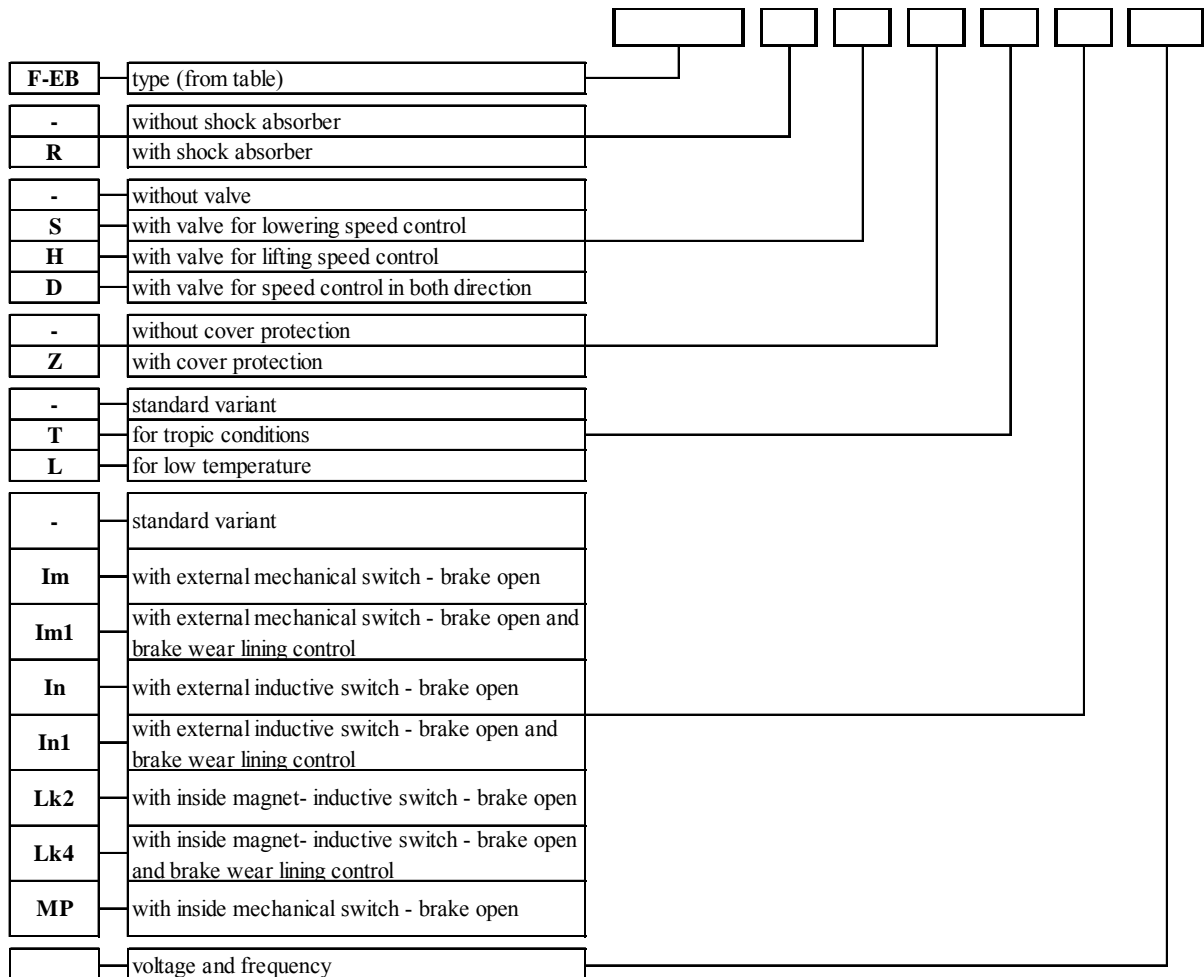 F-EB type (from table)
- without shock absorber
R with shock absorber
- without valve
S with valve for lowering speed control
H with valve for lifting speed control
D with valve for speed control in both direction
- without cover protection
Z with cover protection
- standard variant
T for tropic conditions
L for low temperature
- standard variant
Im with external mechanical switch - brake open
Im1 with external mechanical switch - brake open and
brake wear lining control
In with external inductive switch - brake open
In1 with external inductive switch - brake open and
brake wear lining control
Lk2 with inside magnet- inductive switch - brake open
Lk4 with inside magnet- inductive switch - brake open
and brake wear lining control
MP with inside mechanical switch - brake open
voltage and frequency